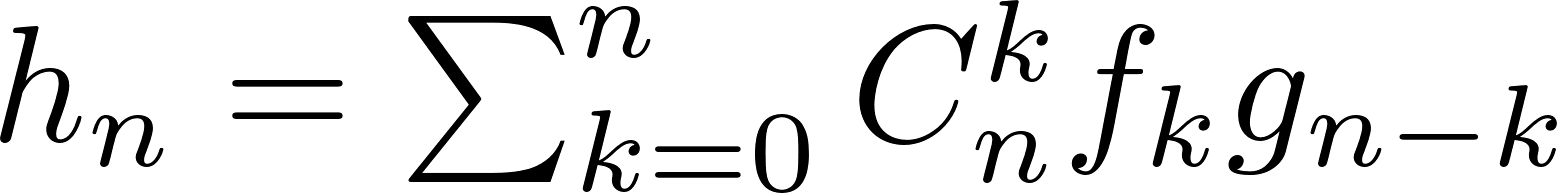 h_n = \sum_{k=0}^{n} C_n^k f_k g_{n-k}